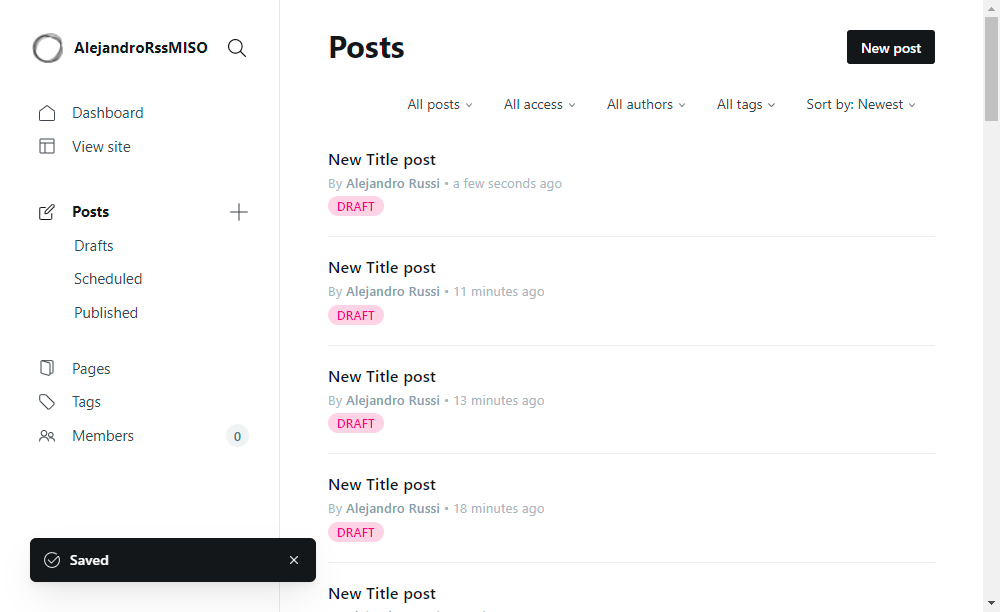 AlejandroRssMISO
Dashboard
View site
Posts
Drafts
Scheduled
Published
Pages
Tags
Members 0
Saved
Posts
New post
All posts All access All authors All tags Sort by: Newest
New Title post
By Alejandro Russi • a few seconds ago
DRAFT
New Title post
By Alejandro Russi • 11 minutes ago
DRAFT
New Title post
By Alejandro Russi • 13 minutes ago
DRAFT
New Title post
By Alejandro Russi • 18 minutes ago
DRAFT
New Title post